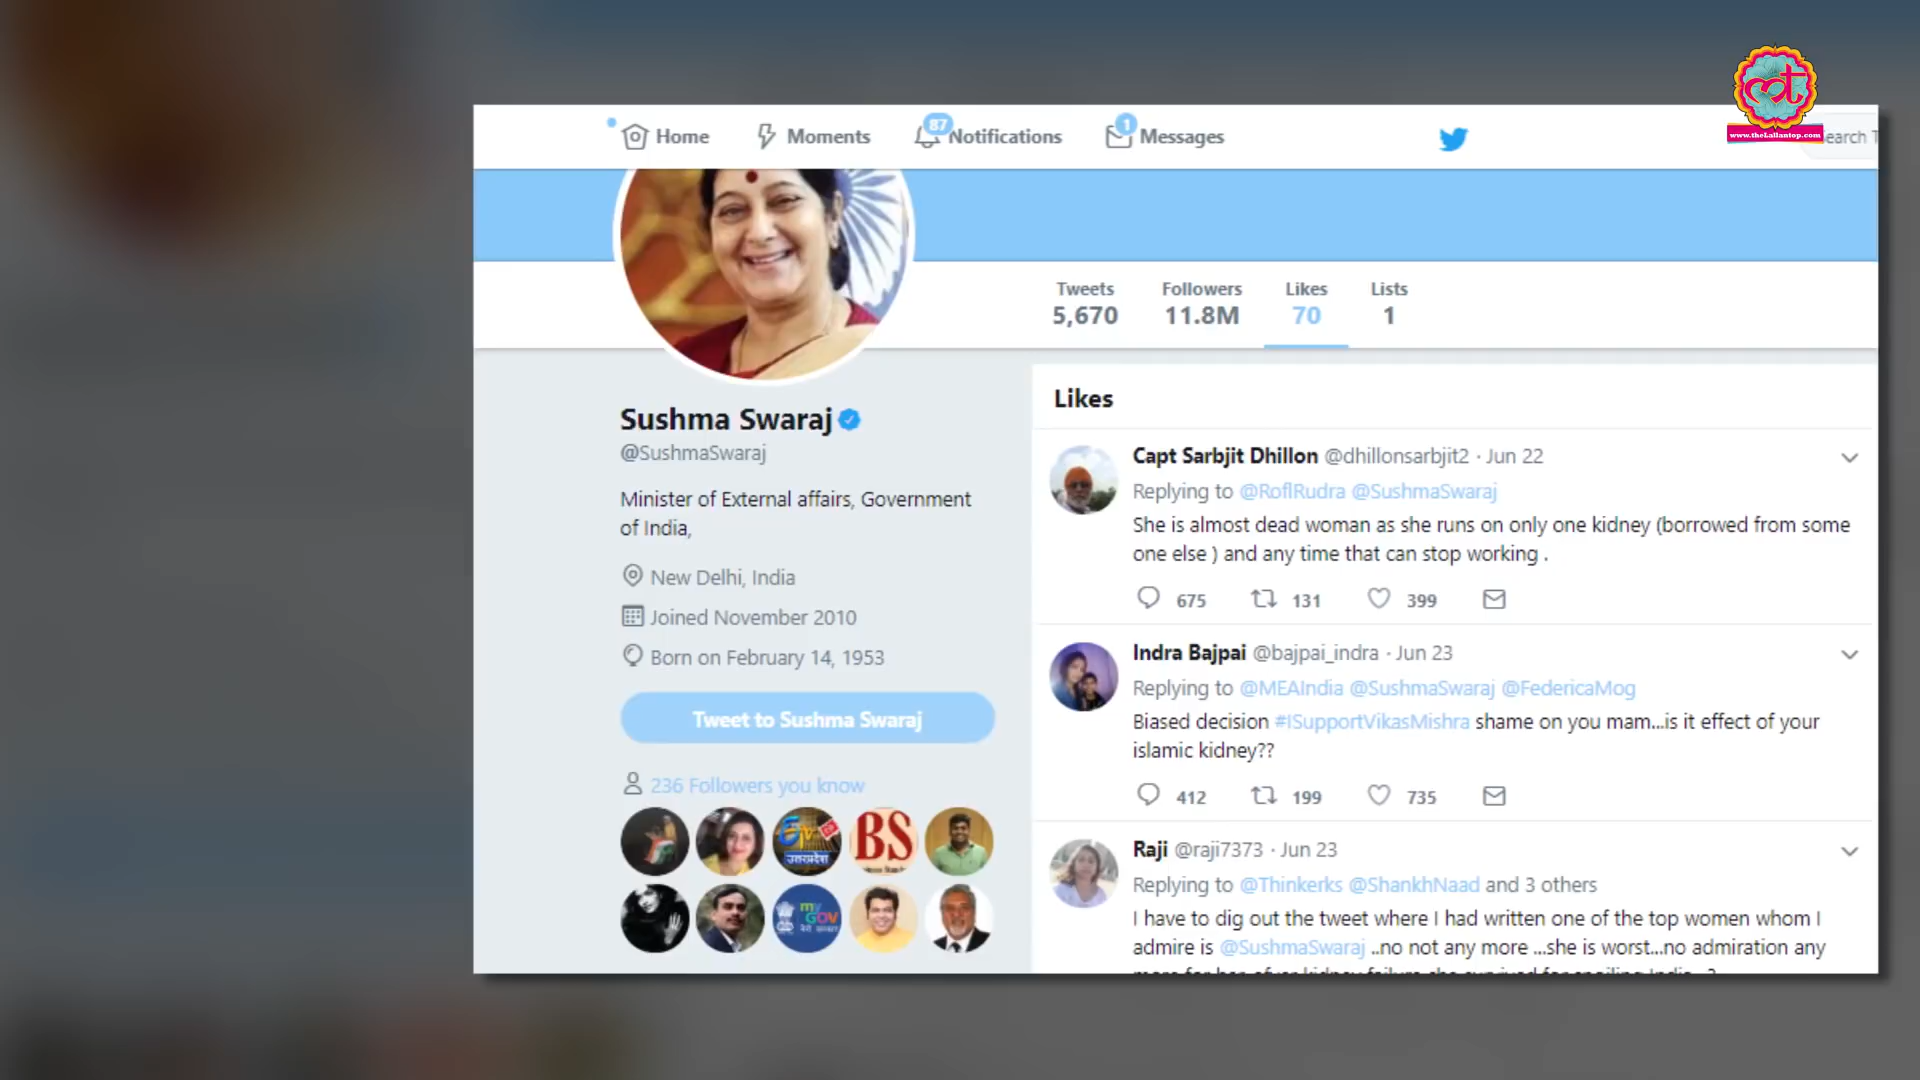 www.theLallantop.com
Home
Moments
87
Notifications
1
Messages
earch T
Tweets
5,670
Followers
11.8M
Likes
70
Lists
1
Sushma Swaraj
@SushmaSwaraj
Minister of External affairs, Government
of India,
New Delhi, India
Joined November 2010
Born on February 14, 1953
Tweet to Sushma Swaraj
236 Followers you know
उत्तरप्रदेश
BS
my
GOV
मेरी सरकार
Likes
Capt Sarbjit Dhillon @dhillonsarbjit2 · Jun 22
Replying to @RoflRudra @SushmaSwaraj
She is almost dead woman as she runs on only one kidney (borrowed from some
one else ) and any time that can stop working .
675 131 399
Indra Bajpai @bajpai_indra · Jun 23
Replying to @MEAIndia @SushmaSwaraj @FedericaMog
Biased decision #ISupportVikasMishra shame on you mam...is it effect of your
islamic kidney??
412 199 735
Raji @raji7373 · Jun 23
Replying to @Thinkerks @ShankhNaad and 3 others
I have to dig out the tweet where I had written one of the top women whom I
admire is @SushmaSwaraj ..no not any more ...she is worst...no admiration any